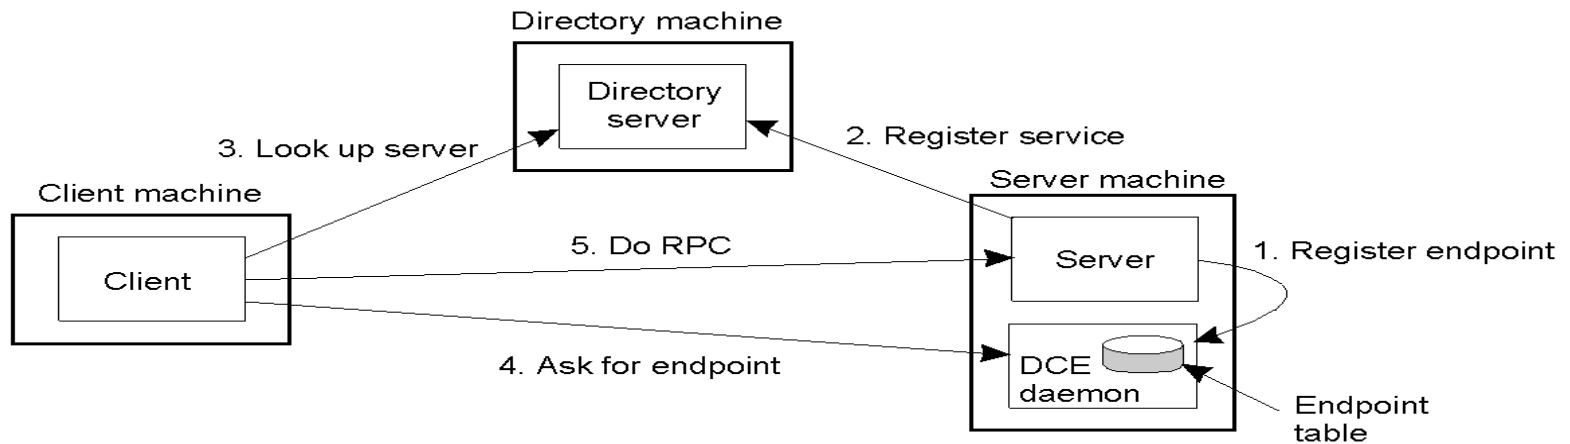 Directory machine
Directory
server
3. Look up server
2. Register service
Client machine
Server machine
5. Do RPC
1. Register endpoint
Client
Server
4. Ask for endpoint
DCE
daemon
Endpoint
table